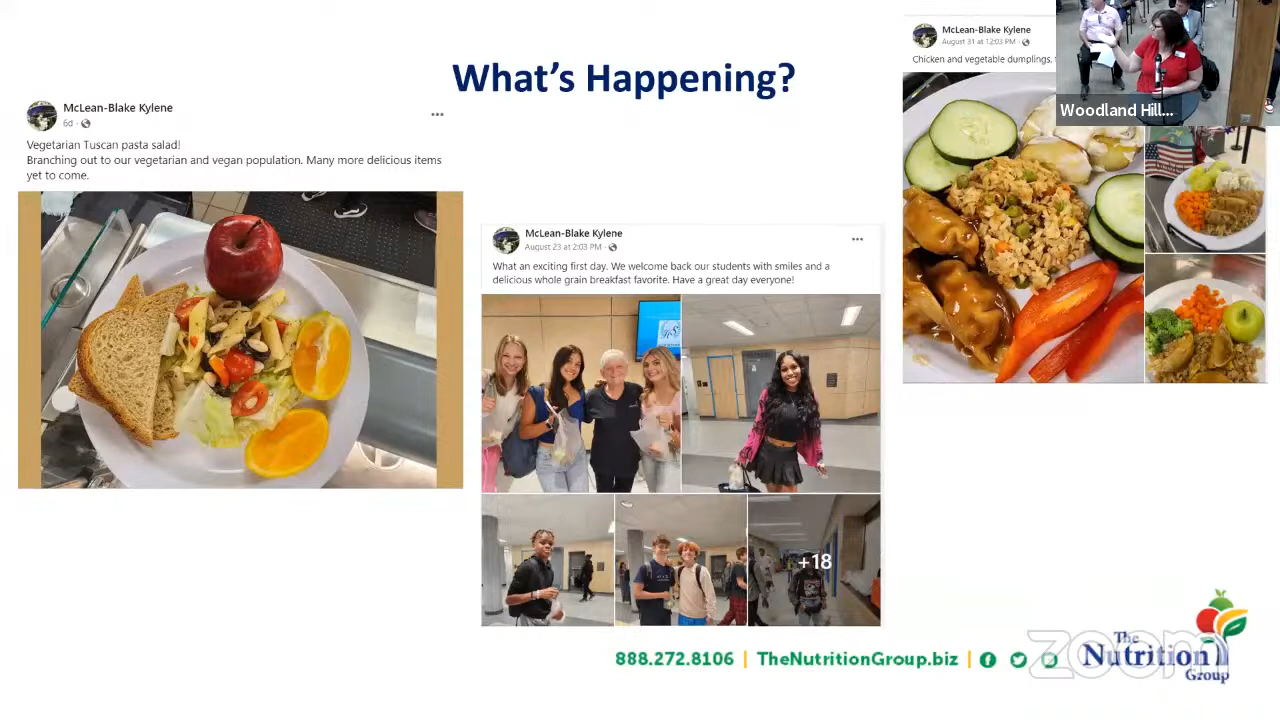 What's Happening?
McLean-Blake Kylene
6d
Vegetarian Tuscan pasta salad!
Branching out to our vegetarian and vegan population. Many more delicious items
yet to come.
McLean-Blake Kylene
August 23 at 2:03 PM
What an exciting first day. We welcome back our students with smiles and a
delicious whole grain breakfast favorite. Have a great day everyone!
+18
McLean-Blake Kylene
August 31 at 12:03 PM
Chicken and vegetable dumplings,
Woodland Hill...
888.272.8106 | TheNutritionGroup.biz |
The
Nutrition
Group
zoom